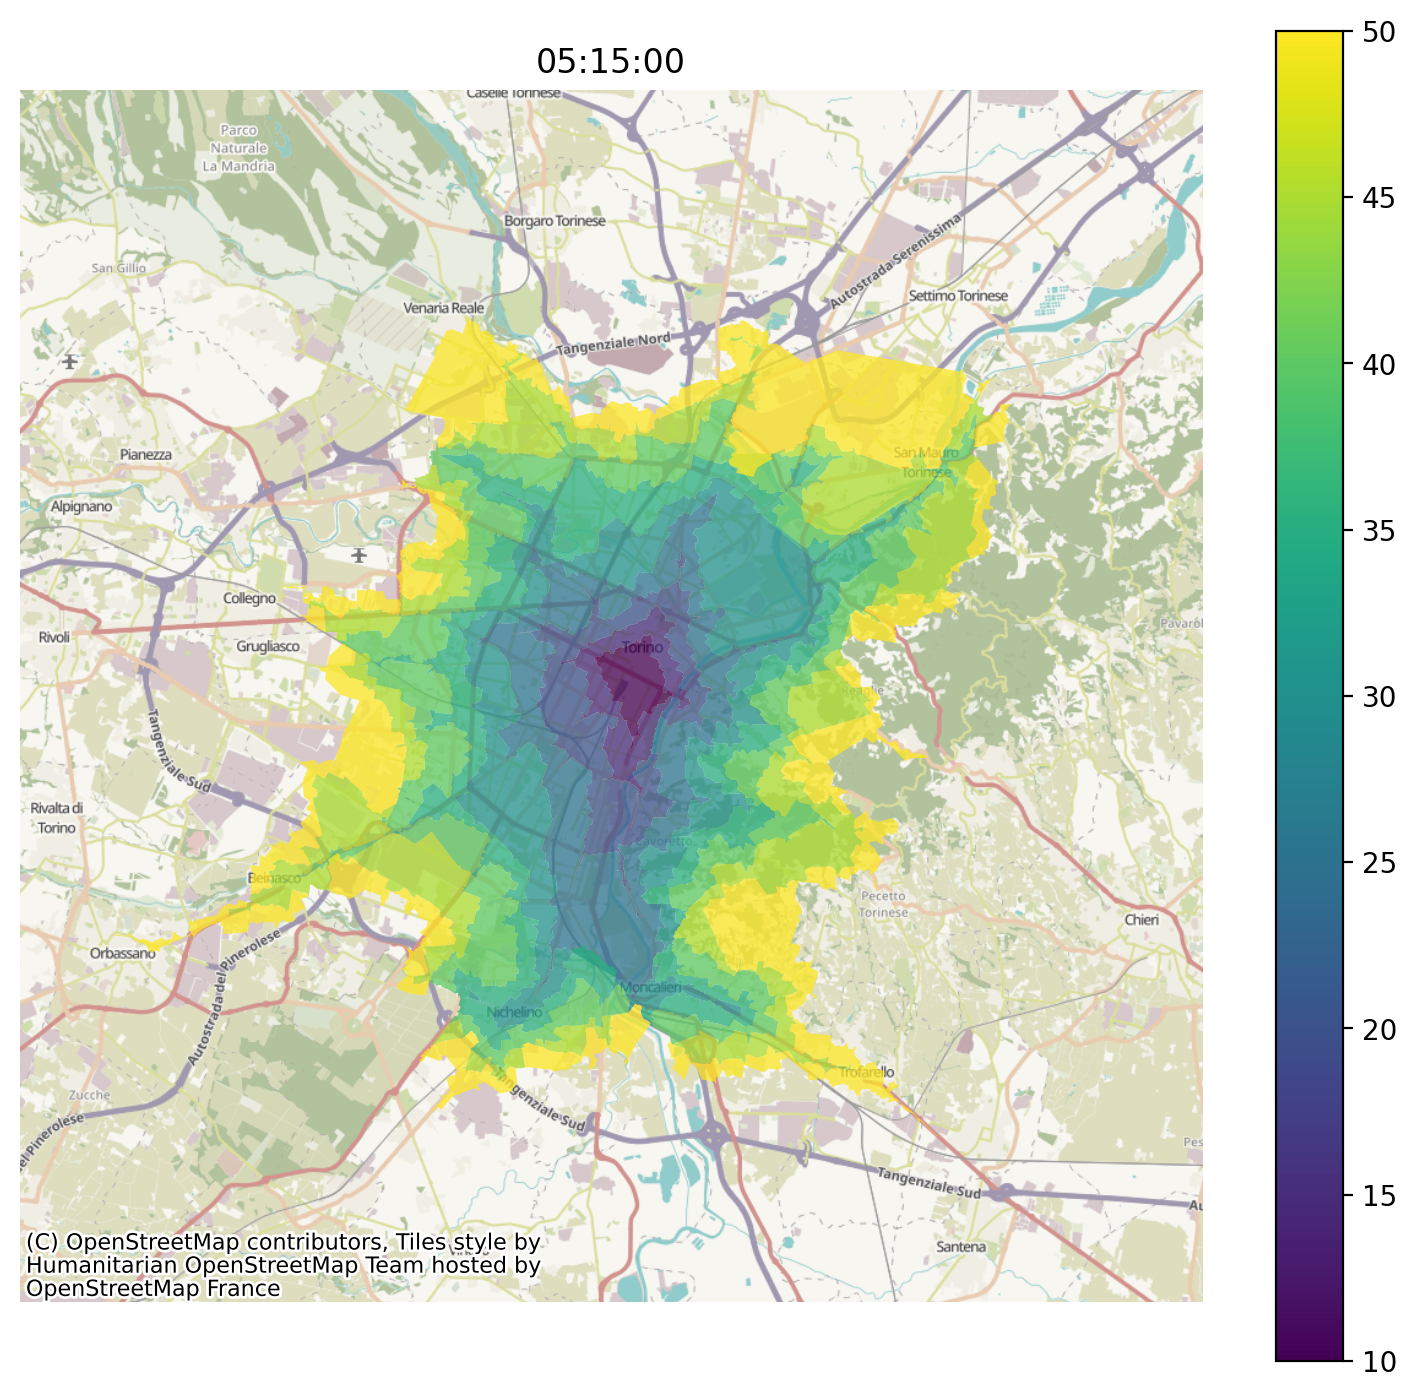 05:15:00
Caselle Torinese
Parco
Naturale
La Mandria
Borgaro Torinese
San Gillio
Venaria Reale
Autostrada Serenissima
Settimo Torinese
Tangenziale Nord
Pianezza
San Mauro
Torinese
Alpignano
Collegno
Rivoli
Grugliasco
Torino
Reaglie
Tangenziale Sud
Rivalta di
Torino
Cavoretto
Beinasco
Pecetto
Torinese
Chieri
Orbassano
Autostrada del Pinerolese
Moncalieri
Nichelino
Trofarello
Zucche
Tangenziale Sud
del Pinerolese
Tangenziale Sud
Santena
(C) OpenStreetMap contributors, Tiles style by
Humanitarian OpenStreetMap Team hosted by
OpenStreetMap France
50
45
40
35
30
25
20
15
10